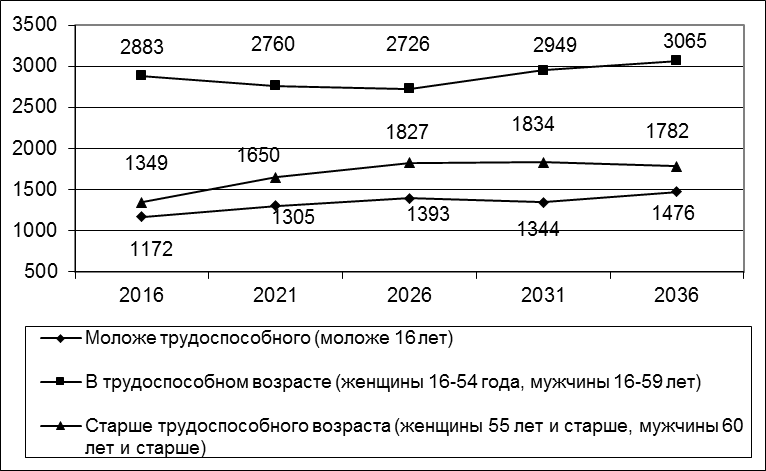 3500
3000
2500
2000
1500
1000
500
2883 2760 2726 2949 3065
1349 1650 1827 1834 1782
1172 1305 1393 1344 1476
2016 2021 2026 2031 2036
Моложе трудоспособного (моложе 16 лет)
В трудоспособном возрасте (женщины 16-54 года, мужчины 16-59 лет)
Старше трудоспособного возраста (женщины 55 лет и старше, мужчины 60
лет и старше)